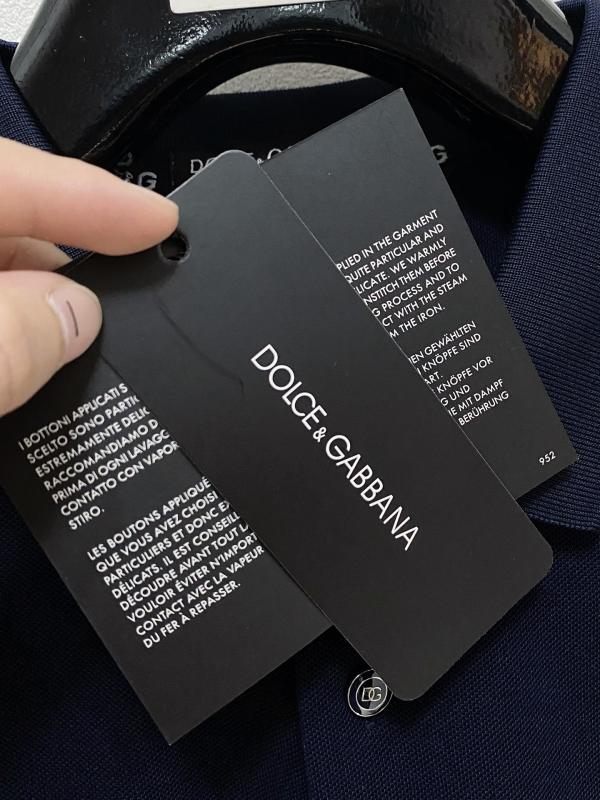 DOLCE & GABBANA
PLIED IN THE GARMENT
QUITE PARTICULAR AND
LICATE. WE WARMLY
NSTITCH THEM BEFORE
G PROCESS AND TO
CT WITH THE STEAM
M THE IRON.
EN GEWÄHLTEN
KNÖPFE SIND
ART.
KNÖPFE VOR
G UND
IE MIT DAMPF
BERÜHRUNG
952
I BOTTONI APPLICATI S
SCELTO SONO PARTIC
ESTREMAMENTE DELIC
RACCOMANDIAMO D
PRIMA DI OGNI LAVAGG
CONTATTO CON VAPOR
STIRO.
LES BOUTONS APPLIQUÉ
QUE VOUS AVEZ CHOISI
PARTICULIERS ET DONC E
DÉLICATS. IL EST CONSEIL
DÉCOUDRE AVANT TOUT L
VOULOIR ÉVITER N'IMPORT
CONTACT AVEC LA VAPEUR
DU FER À REPASSER.
DG